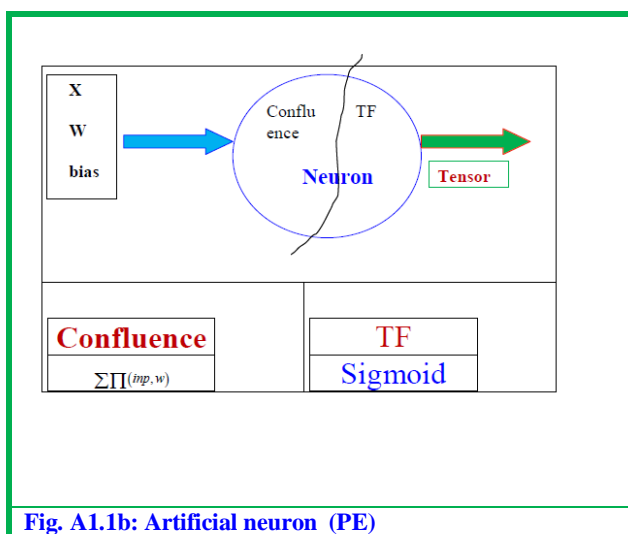 X
W
bias
Conflu
ence
TF
Neuron
Tensor
Confluence
ΣΠ(inp,w)
TF
Sigmoid
Fig. A1.1b: Artificial neuron (PE)